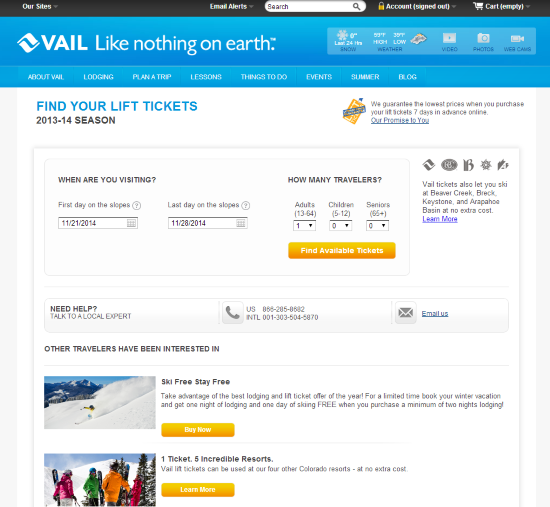 Our Sites
Email Alerts
Search
Account (signed out)
Cart (empty)
VAIL Like nothing on earth.™
Last 24 hrs
SNOW
HIGH
LOW
WEATHER
VIDEO
PHOTOS
WEB CAMS
ABOUT VAIL LODGING PLAN A TRIP LESSONS THINGS TO DO EVENTS SUMMER BLOG
FIND YOUR LIFT TICKETS
2013-14 SEASON
We guarantee the lowest prices when you purchase
your lift tickets 7 days in advance online.
Our Promise to You
WHEN ARE YOU VISITING?
First day on the slopes ?
Last day on the slopes ?
11/21/2014
11/28/2014
HOW MANY TRAVELERS?
Adults Children Seniors
(13-64) (5-12) (65+)
1 0 0
Find Available Tickets
Vail tickets also let you ski
at Beaver Creek, Breck,
Keystone, and Arapahoe
Basin at no extra cost.
Learn More
NEED HELP?
TALK TO A LOCAL EXPERT
US 866-285-8682
INTL 001-303-504-5870
Email us
OTHER TRAVELERS HAVE BEEN INTERESTED IN
Ski Free Stay Free
Take advantage of the best lodging and lift ticket offer of the year! For a limited time book your winter vacation
and get one night of lodging and one day of skiing FREE when you purchase a minimum of two nights lodging!
Buy Now
1 Ticket. 5 Incredible Resorts.
Vail lift tickets can be used at our four other Colorado resorts - at no extra cost.
Learn More